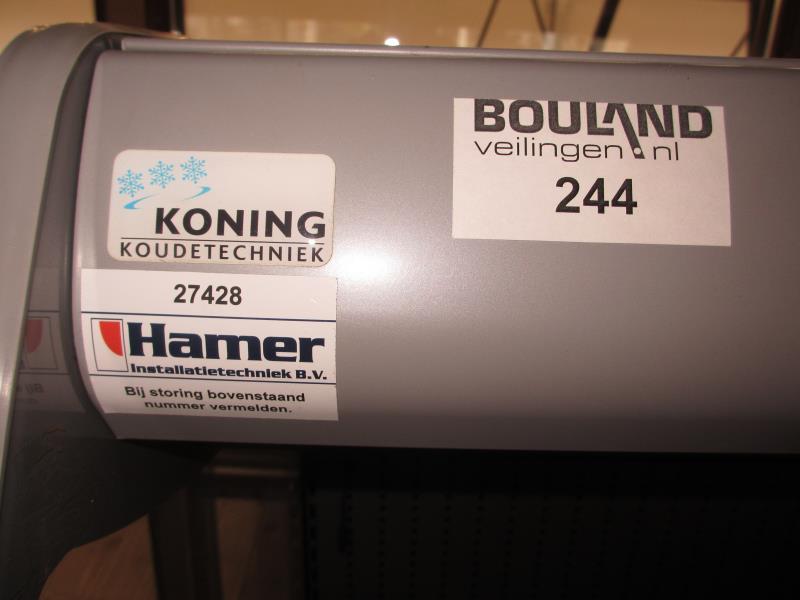 BOULAND
veilingen.nl
244
KONING
KOUDETECHNIEK
27428
Hamer
Installatietechniek B.V.
Bij storing bovenstaand
nummer vermelden.